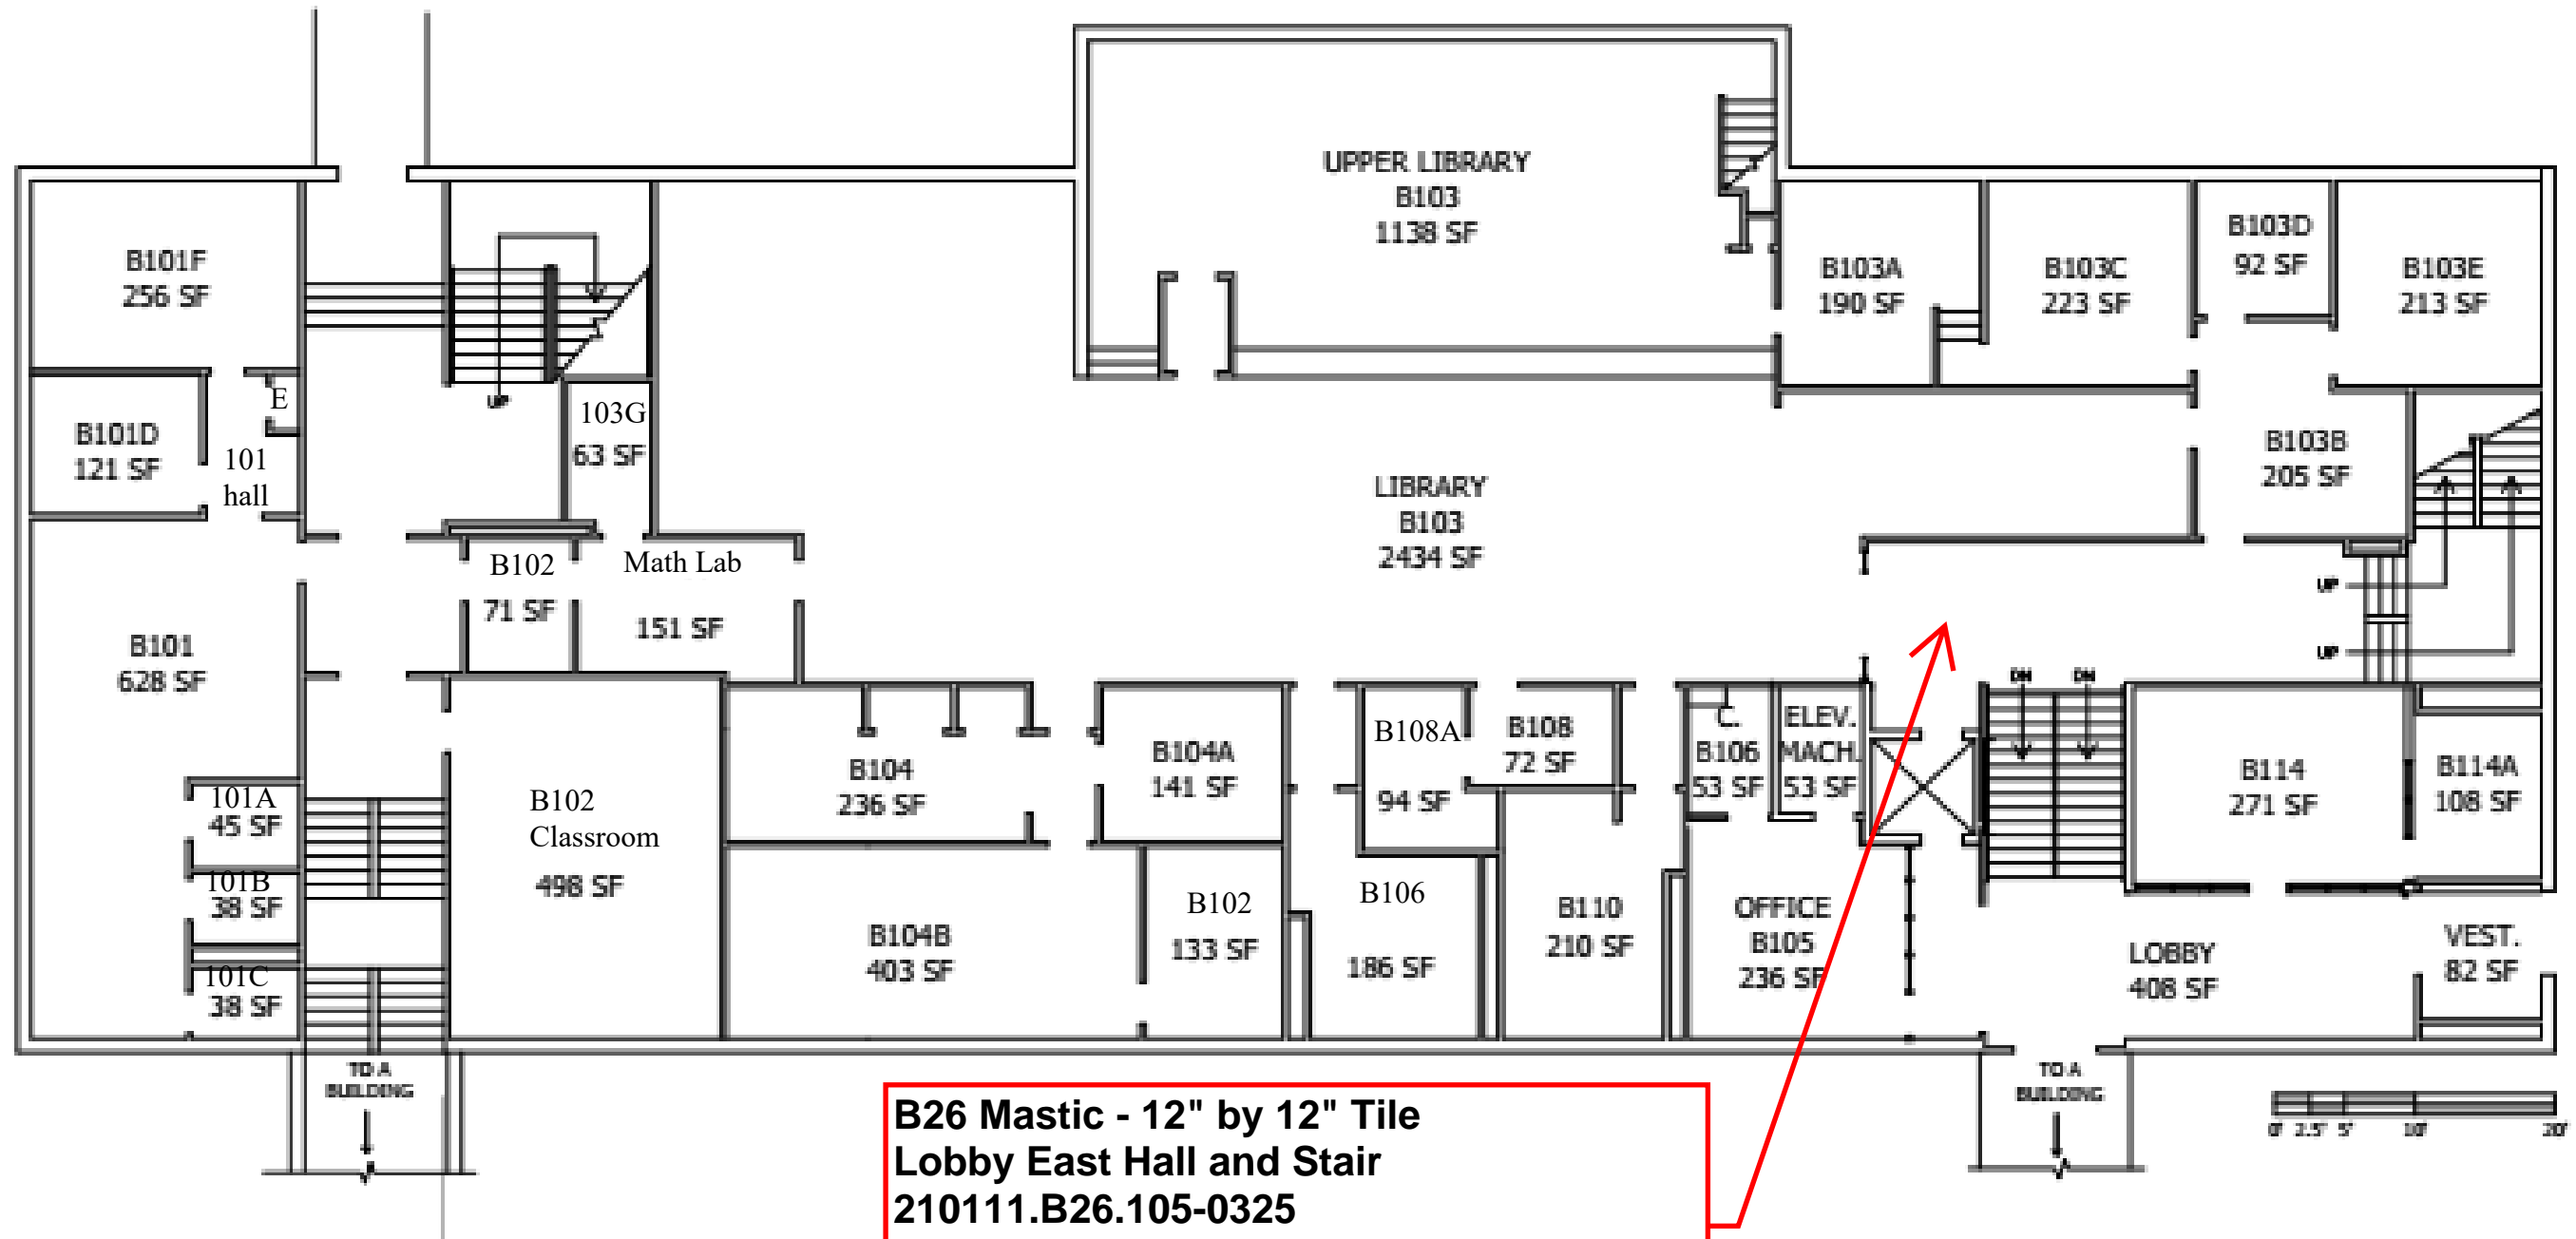 UPPER LIBRARY
B103
1138 SF
B101F
256 SF
B103A
190 SF
B103C
223 SF
B103D
92 SF
B103E
213 SF
E
UP
103G
63 SF
B101D
121 SF
101
hall
B103B
205 SF
LIBRARY
B103
2434 SF
B102
71 SF
Math Lab
151 SF
UP
UP
B101
628 SF
DN
DN
B104
236 SF
B104A
141 SF
B108A
94 SF
B108
72 SF
C.
B106
53 SF
ELEV.
MACH.
53 SF
B114
271 SF
B114A
108 SF
101A
45 SF
101B
38 SF
101C
38 SF
B102
Classroom
498 SF
B104B
403 SF
B102
133 SF
B106
186 SF
B110
210 SF
OFFICE
B105
236 SF
LOBBY
408 SF
VEST.
82 SF
TO A
BUILDING
TO A
BUILDING
0' 2.5' 5' 10' 20'
B26 Mastic - 12" by 12" Tile
Lobby East Hall and Stair
210111.B26.105-0325